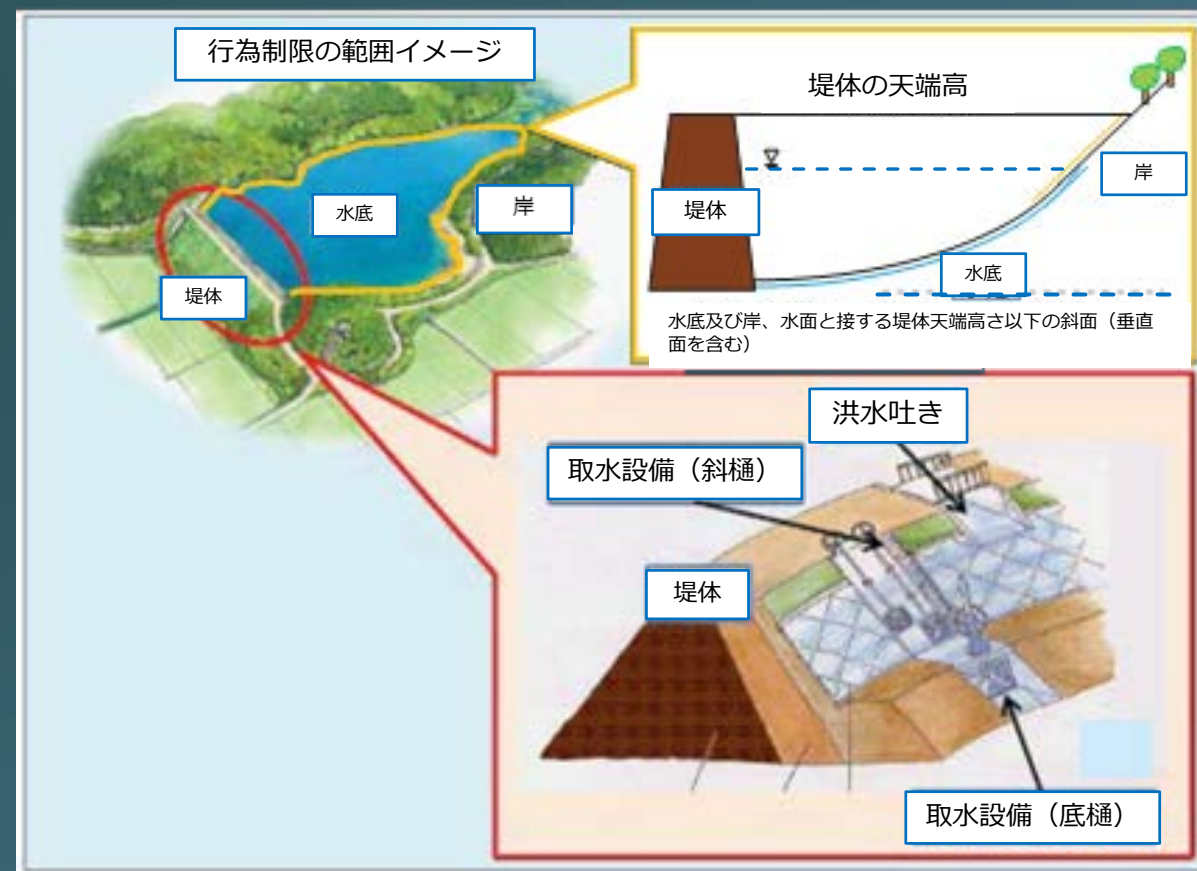 行為制限の範囲イメージ
水底
岸
堤体
堤体の天端高
堤体
岸
水底
水底及び岸、水面と接する堤体天端高さ以下の斜面（垂直
面を含む）
洪水吐き
取水設備（斜樋）
堤体
取水設備（底樋）